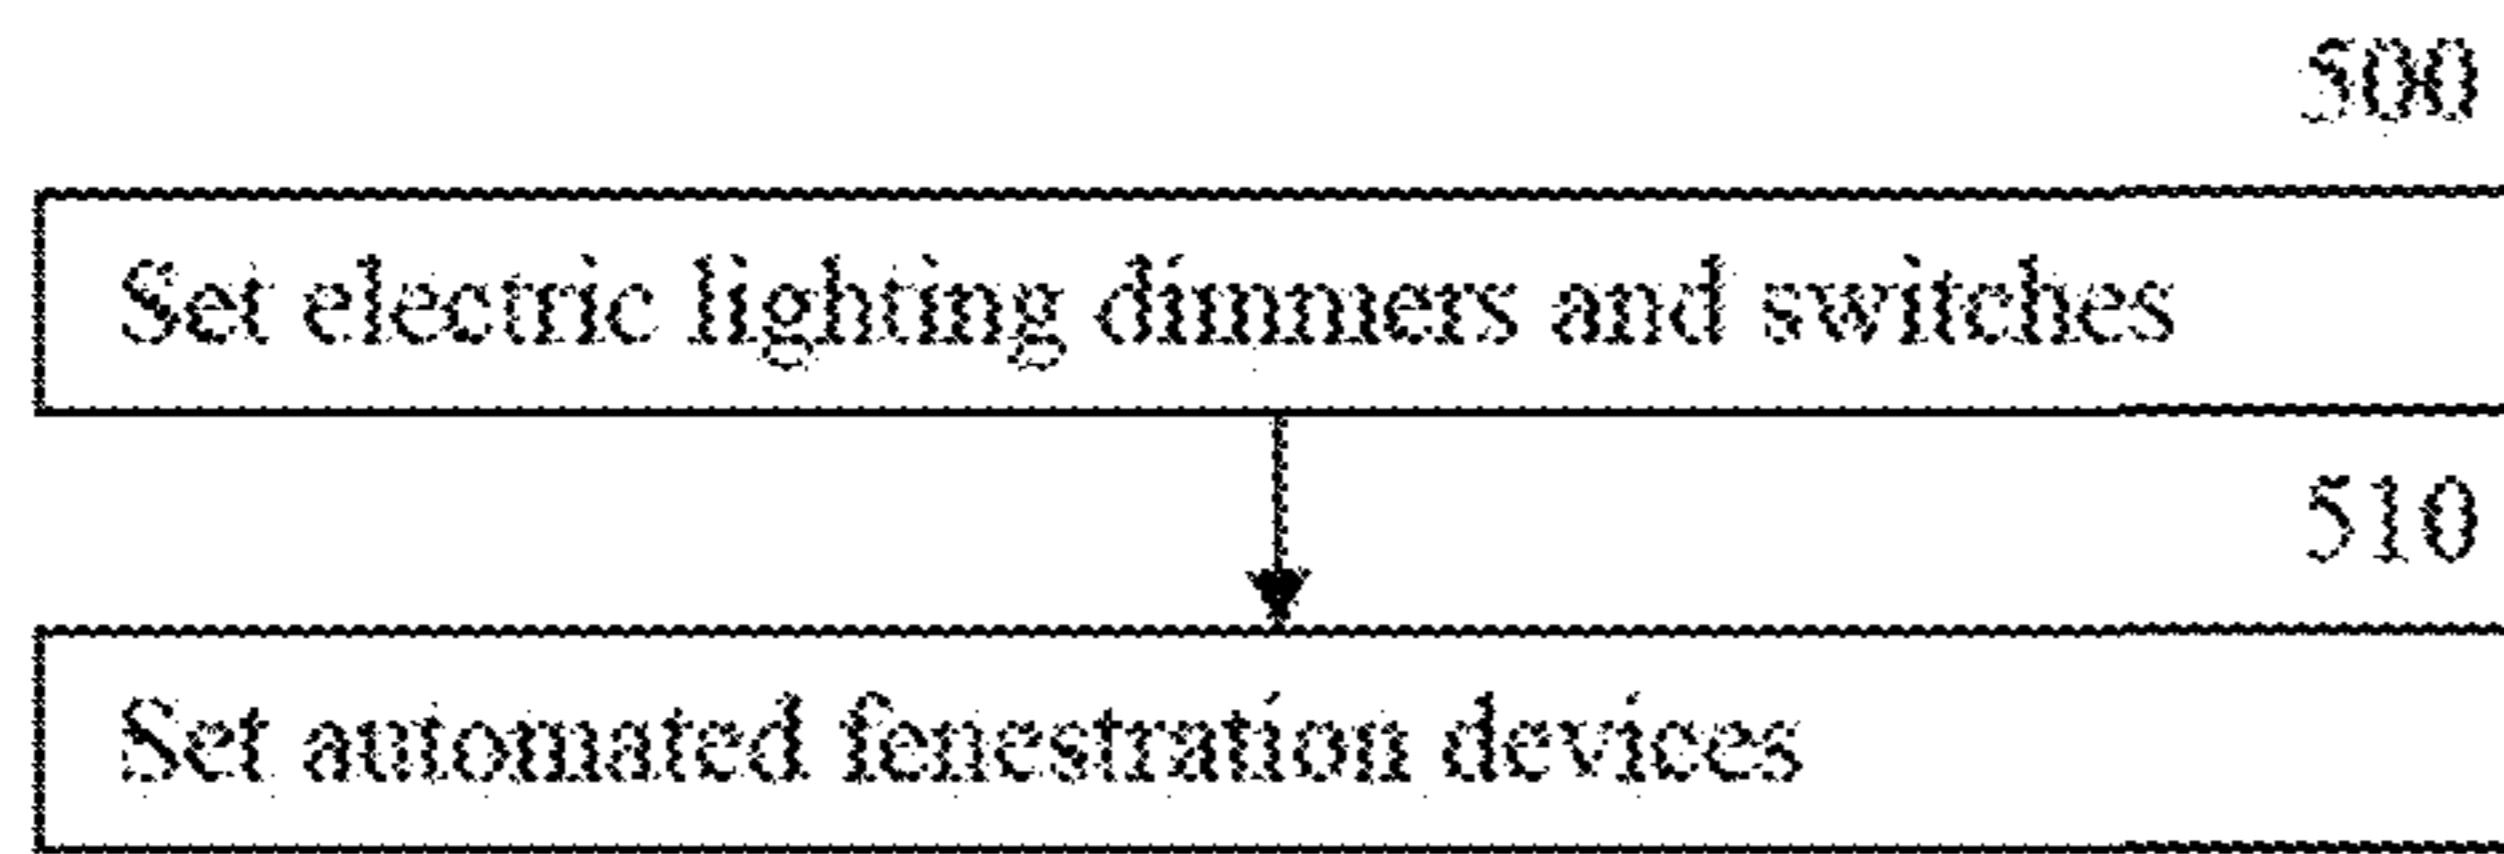 500
Set electric lighting dimmers and switches
510
Set automated fenestration devices